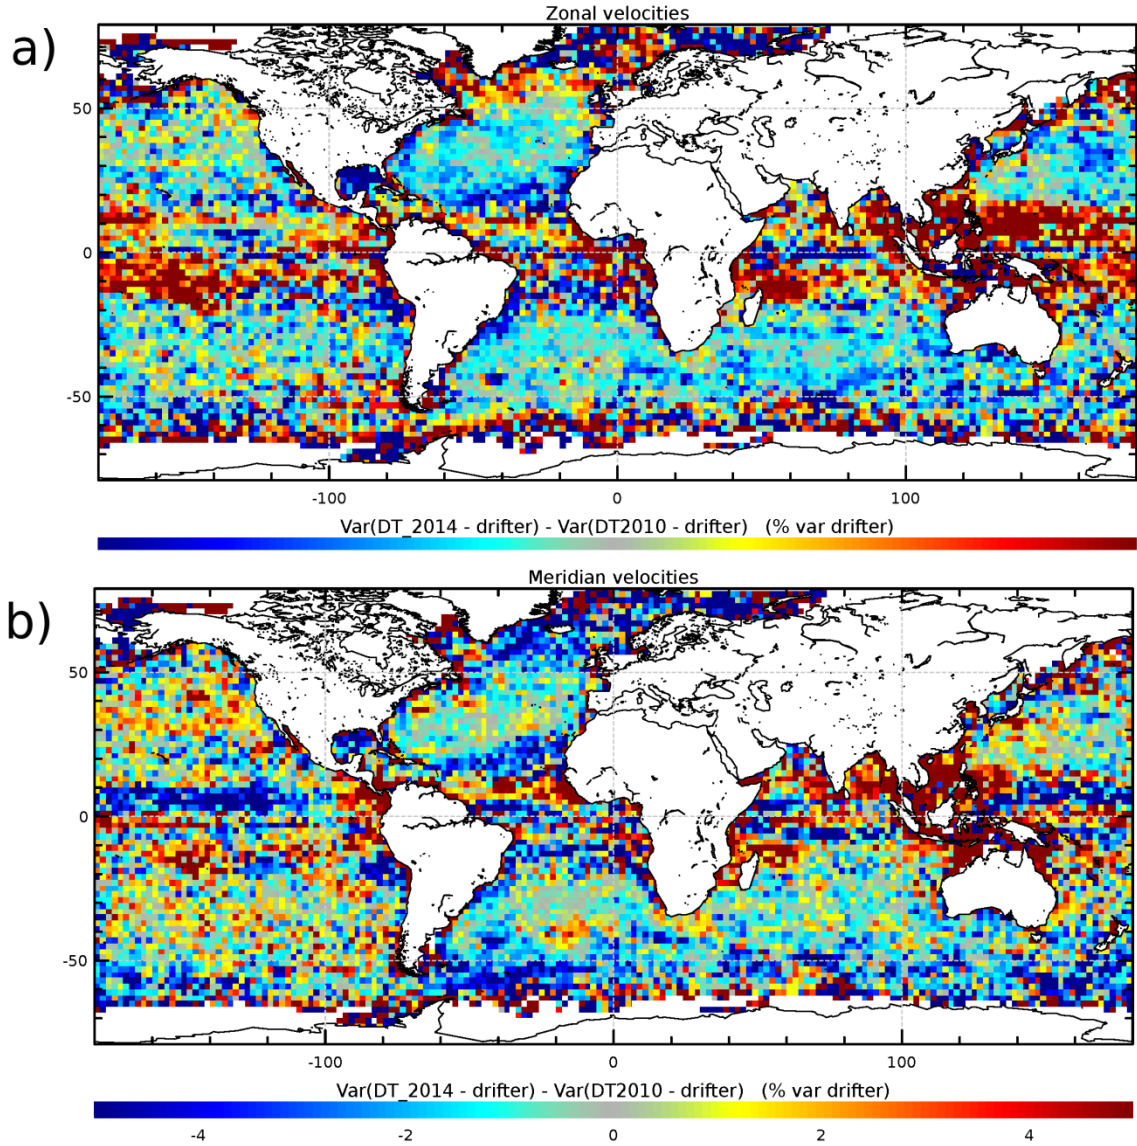 Zonal velocities
a)
50
0
-50
-100 0 100
Var(DT_2014 - drifter) - Var(DT2010 - drifter) (% var drifter)
Meridian velocities
b)
50
0
-50
-100 0 100
Var(DT_2014 - drifter) - Var(DT2010 - drifter) (% var drifter)
-4 -2 0 2 4